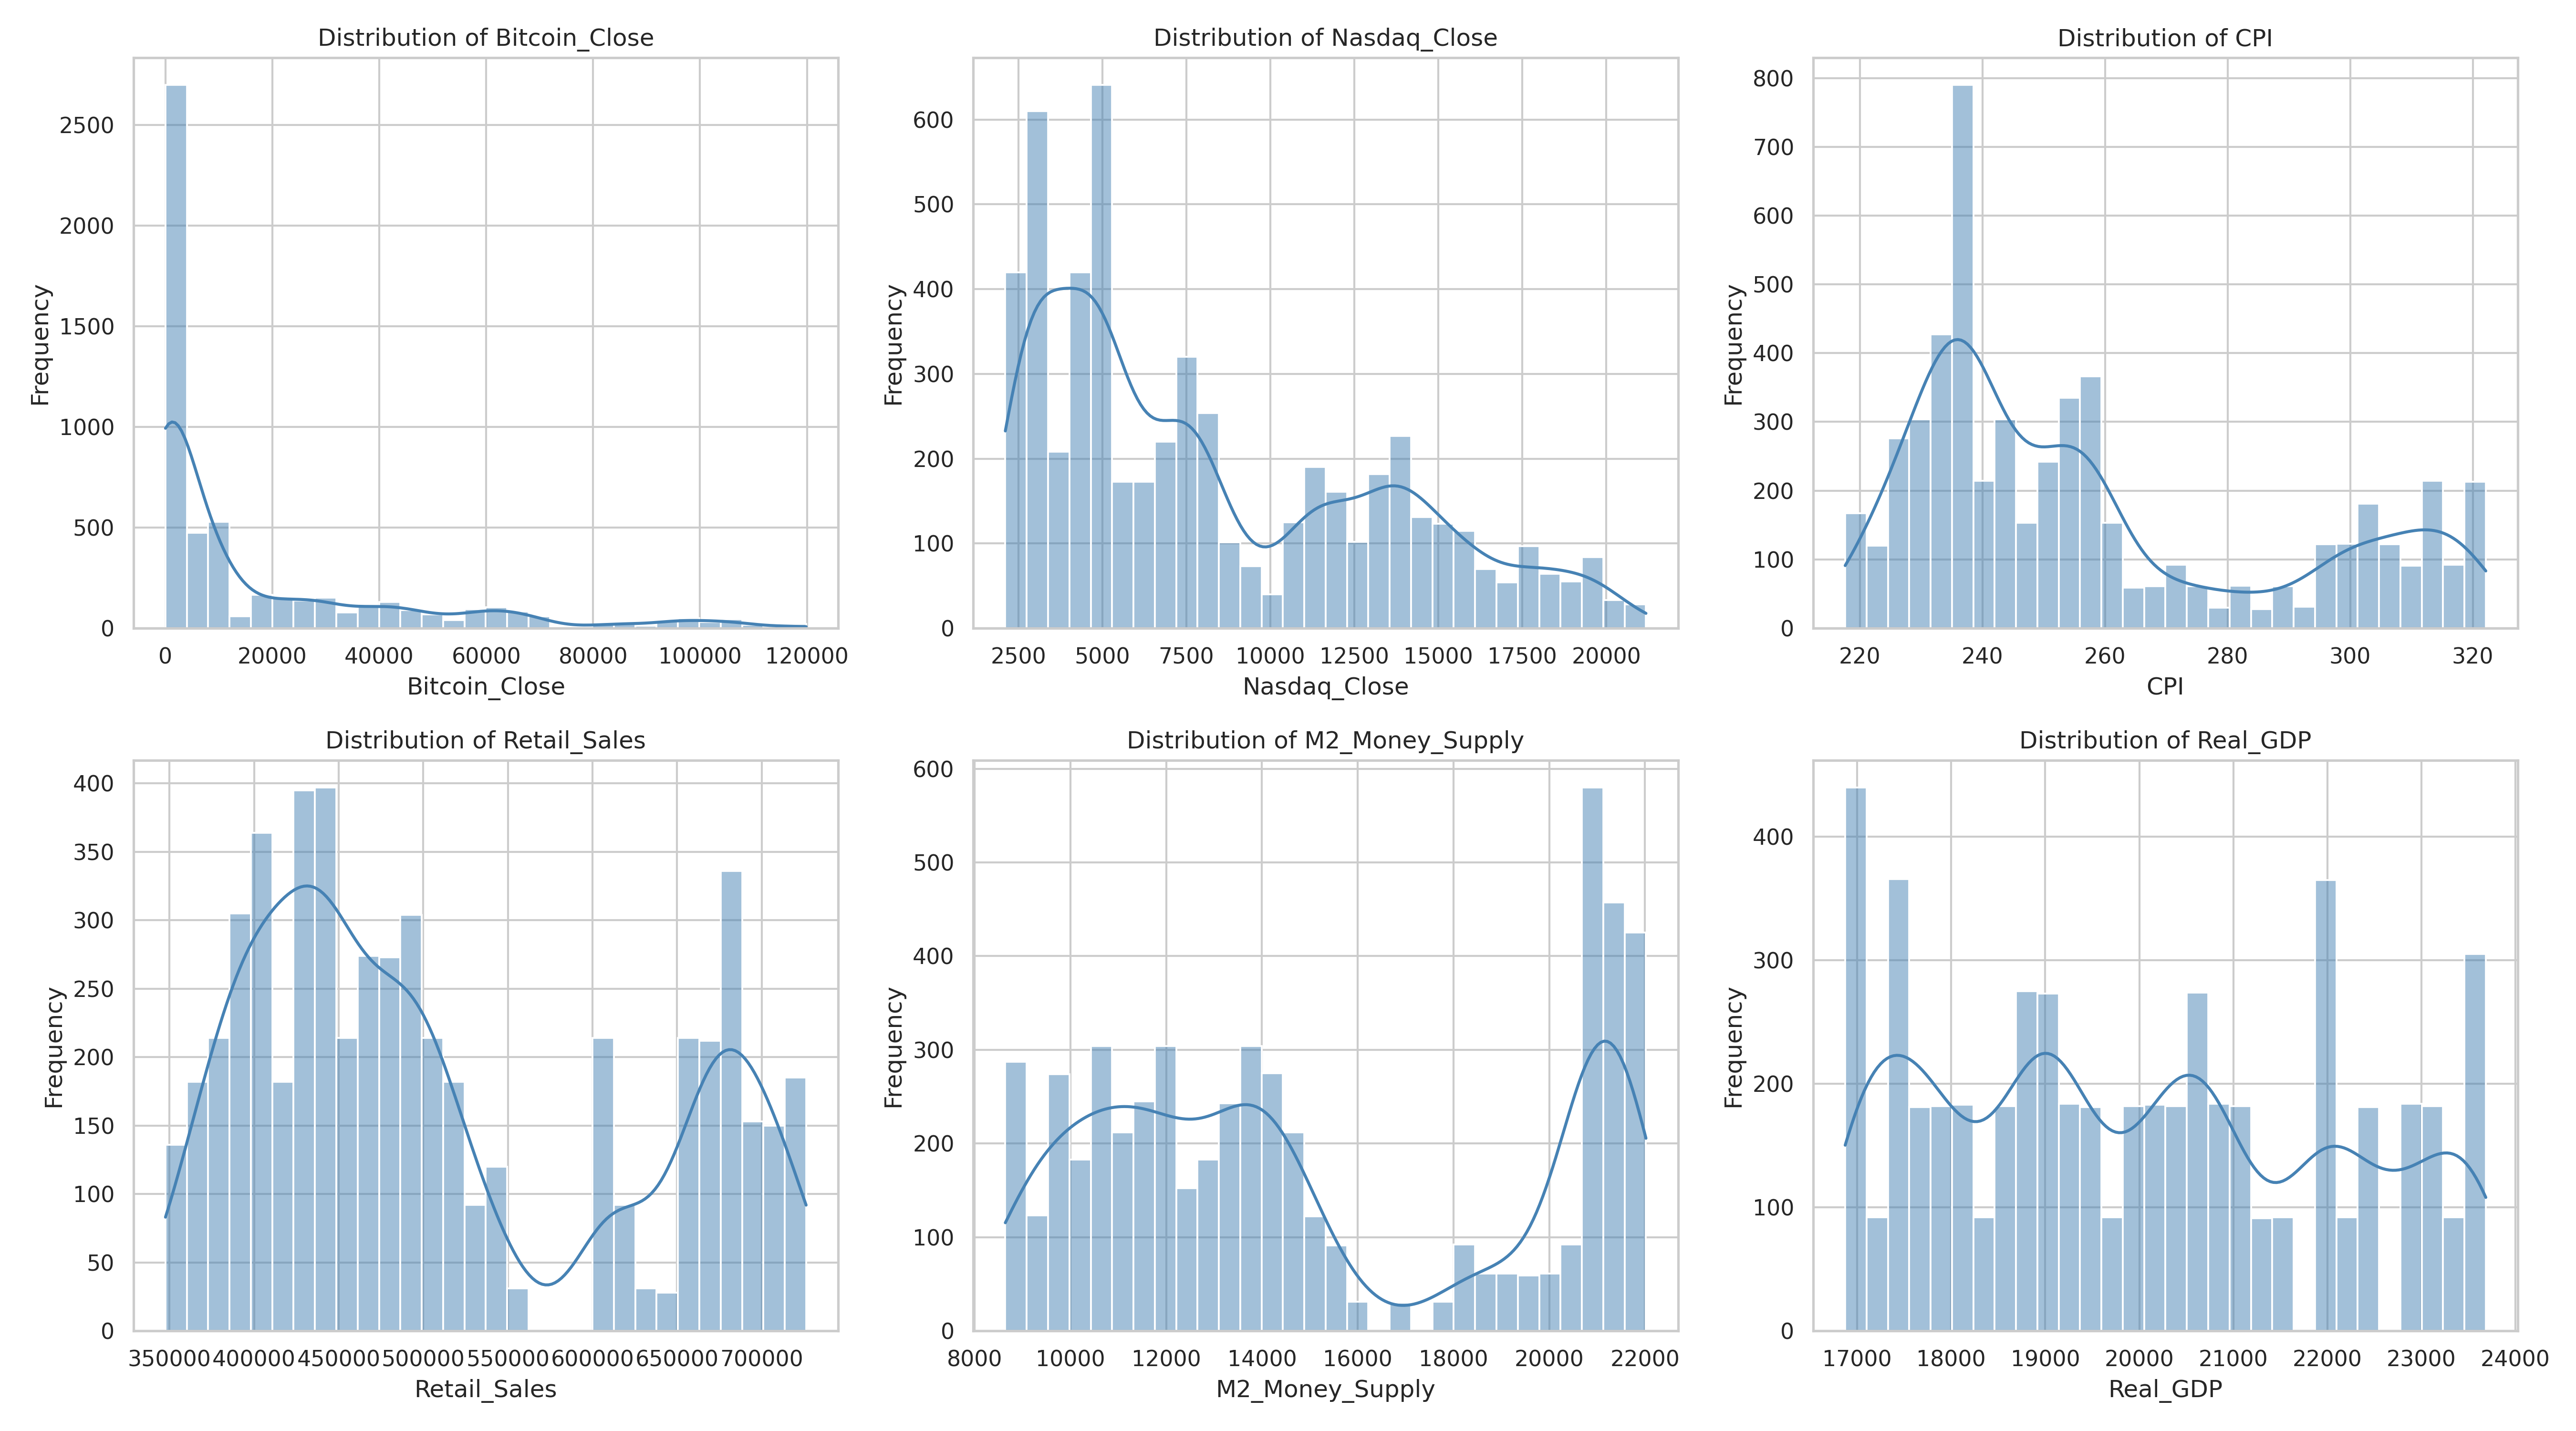 Distribution of Bitcoin_Close
Frequency
2500
2000
1500
1000
500
0
0 20000 40000 60000 80000 100000 120000
Bitcoin_Close
Distribution of Nasdaq_Close
Frequency
600
500
400
300
200
100
0
2500 5000 7500 10000 12500 15000 17500 20000
Nasdaq_Close
Distribution of CPI
Frequency
800
700
600
500
400
300
200
100
0
220 240 260 280 300 320
CPI
Distribution of Retail_Sales
Frequency
400
350
300
250
200
150
100
50
0
350000 400000 450000 500000 550000 600000 650000 700000
Retail_Sales
Distribution of M2_Money_Supply
Frequency
600
500
400
300
200
100
0
8000 10000 12000 14000 16000 18000 20000 22000
M2_Money_Supply
Distribution of Real_GDP
Frequency
400
300
200
100
0
17000 18000 19000 20000 21000 22000 23000 24000
Real_GDP